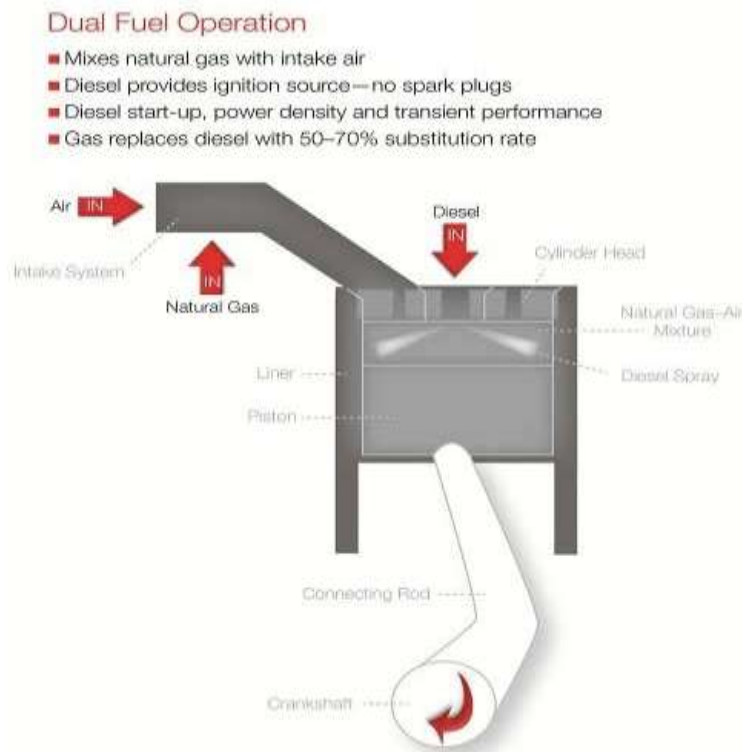 Dual Fuel Operation
Mixes natural gas with intake air
Diesel provides ignition source—no spark plugs
Diesel start-up, power density and transient performance
Gas replaces diesel with 50–70% substitution rate
Air IN
Diesel
IN
Intake System
IN
Natural Gas
Cylinder Head
Natural Gas-Air
Mixture
Liner
Diesel Spray
Piston
Connecting Rod
Crankshaft